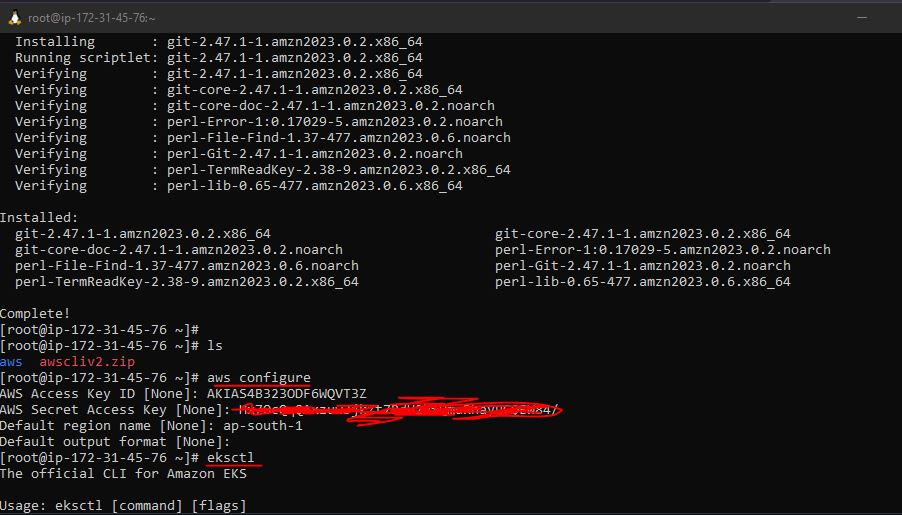 root@ip-172-31-45-76:~
Installing : git-2.47.1-1.amzn2023.0.2.x86_64
Running scriptlet: git-2.47.1-1.amzn2023.0.2.x86_64
Verifying : git-2.47.1-1.amzn2023.0.2.x86_64
Verifying : git-core-2.47.1-1.amzn2023.0.2.x86_64
Verifying : git-core-doc-2.47.1-1.amzn2023.0.2.noarch
Verifying : perl-Error-1:0.17029-5.amzn2023.0.2.noarch
Verifying : perl-File-Find-1.37-477.amzn2023.0.6.noarch
Verifying : perl-Git-2.47.1-1.amzn2023.0.2.noarch
Verifying : perl-TermReadKey-2.38-9.amzn2023.0.2.x86_64
Verifying : perl-lib-0.65-477.amzn2023.0.6.x86_64
Installed:
git-2.47.1-1.amzn2023.0.2.x86_64 git-core-2.47.1-1.amzn2023.0.2.x86_64
git-core-doc-2.47.1-1.amzn2023.0.2.noarch perl-Error-1:0.17029-5.amzn2023.0.2.noarch
perl-File-Find-1.37-477.amzn2023.0.6.noarch perl-Git-2.47.1-1.amzn2023.0.2.noarch
perl-TermReadKey-2.38-9.amzn2023.0.2.x86_64 perl-lib-0.65-477.amzn2023.0.6.x86_64
Complete!
[root@ip-172-31-45-76 ~]#
[root@ip-172-31-45-76 ~]# ls
aws awscliv2.zip
[root@ip-172-31-45-76 ~]# aws configure
AWS Access Key ID [None]: AKIAS4B323ODF6WQVT3Z
AWS Secret Access Key [None]:
Default region name [None]: ap-south-1
Default output format [None]:
[root@ip-172-31-45-76 ~]# eksctl
The official CLI for Amazon EKS
Usage: eksctl [command] [flags]